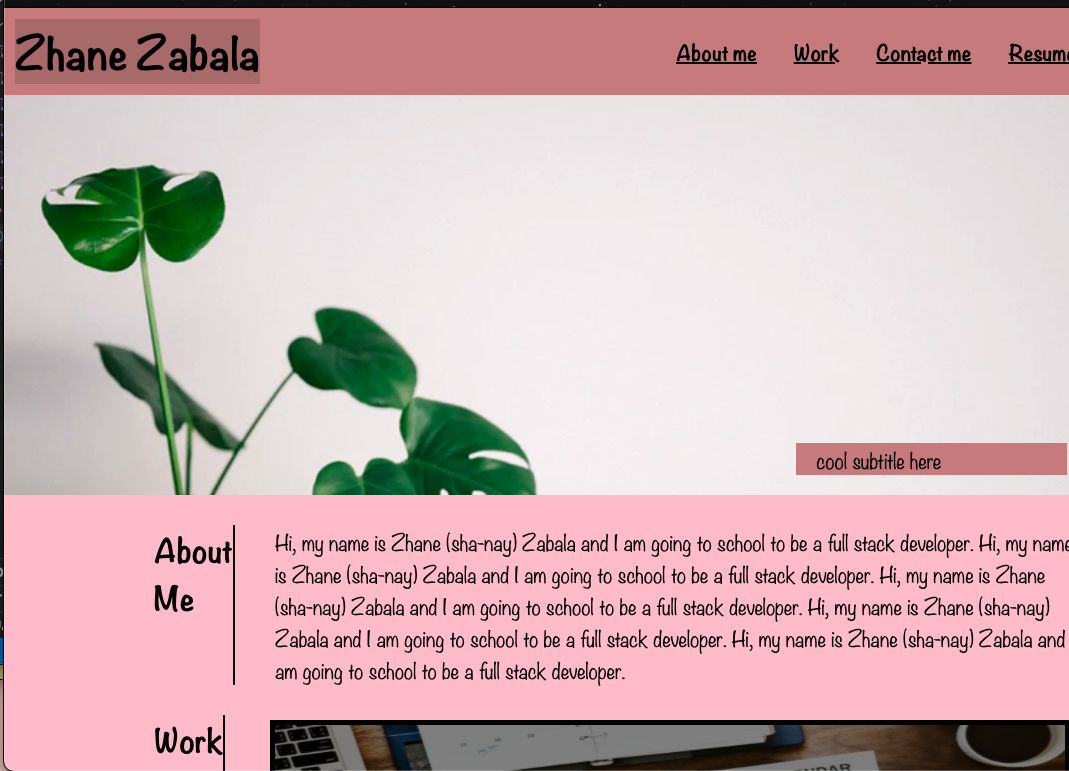 Zhane Zabala
About me Work Contact me
cool subtitle here
About
Me
Hi, my name is Zhane (sha-nay) Zabala and I am going to school to be a full stack developer. Hi, my name
is Zhane (sha-nay) Zabala and I am going to school to be a full stack developer. Hi, my name is Zhane
(sha-nay) Zabala and I am going to school to be a full stack developer. Hi, my name is Zhane (sha-nay)
Zabala and I am going to school to be a full stack developer. Hi, my name is Zhane (sha-nay) Zabala and
am going to school to be a full stack developer.
Work